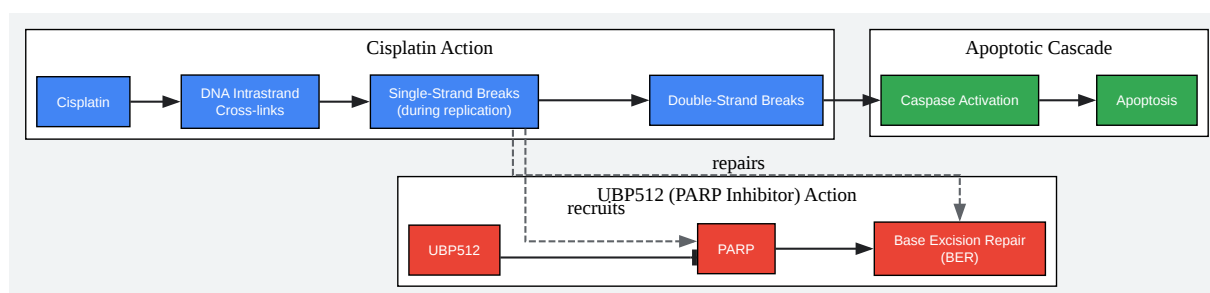 Cisplatin Action
Apoptotic Cascade
Cisplatin
DNA Intrastrand
Cross-links
Single-Strand Breaks
(during replication)
Double-Strand Breaks
Caspase Activation
Apoptosis
repairs
UBP512 (PARP Inhibitor) Action
recruits
UBP512
PARP
Base Excision Repair
(BER)